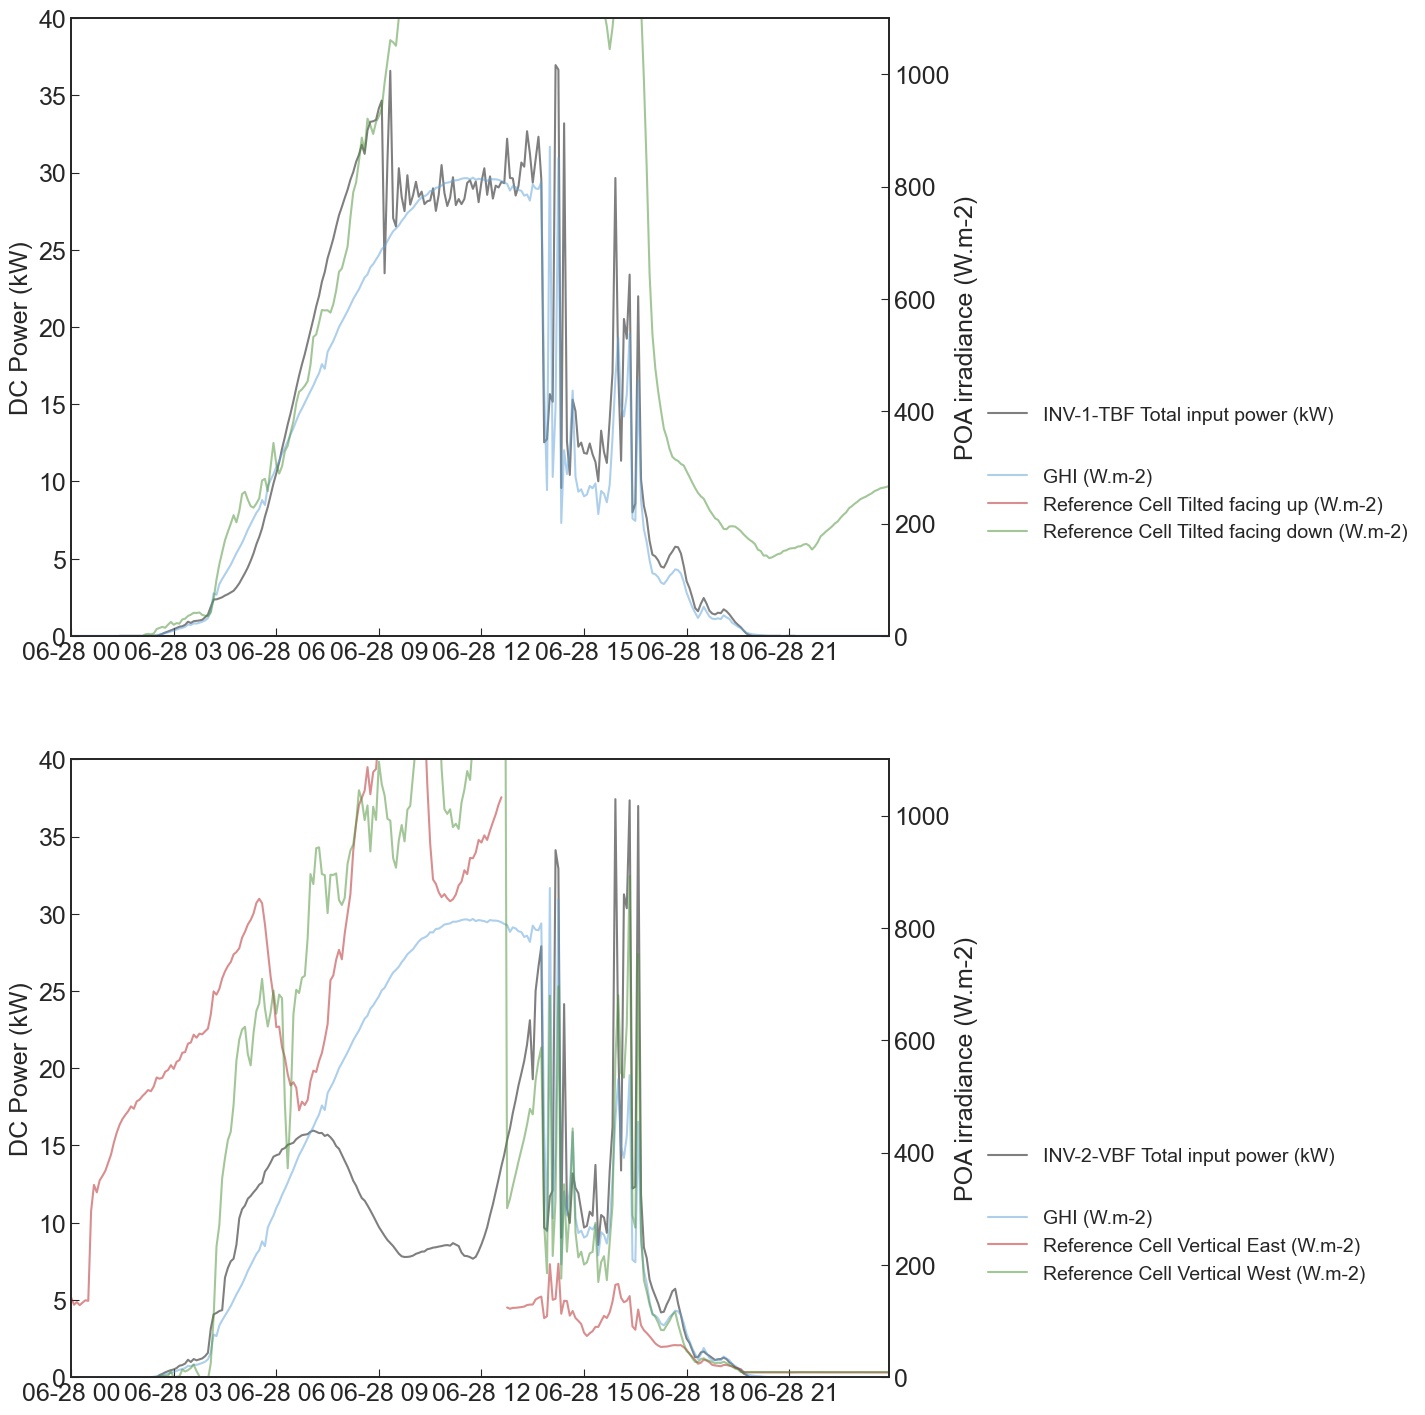 40
35
30
25
20
15
10
5
0
DC Power (kW)
1000
800
600
400
200
0
POA irradiance (W.m-2)
06-28 00 06-28 03 06-28 06 06-28 09 06-28 12 06-28 15 06-28 18 06-28 21
INV-1-TBF Total input power (kW)
GHI (W.m-2)
Reference Cell Tilted facing up (W.m-2)
Reference Cell Tilted facing down (W.m-2)
40
35
30
25
20
15
10
5
0
DC Power (kW)
1000
800
600
400
200
0
POA irradiance (W.m-2)
06-28 00 06-28 03 06-28 06 06-28 09 06-28 12 06-28 15 06-28 18 06-28 21
INV-2-VBF Total input power (kW)
GHI (W.m-2)
Reference Cell Vertical East (W.m-2)
Reference Cell Vertical West (W.m-2)